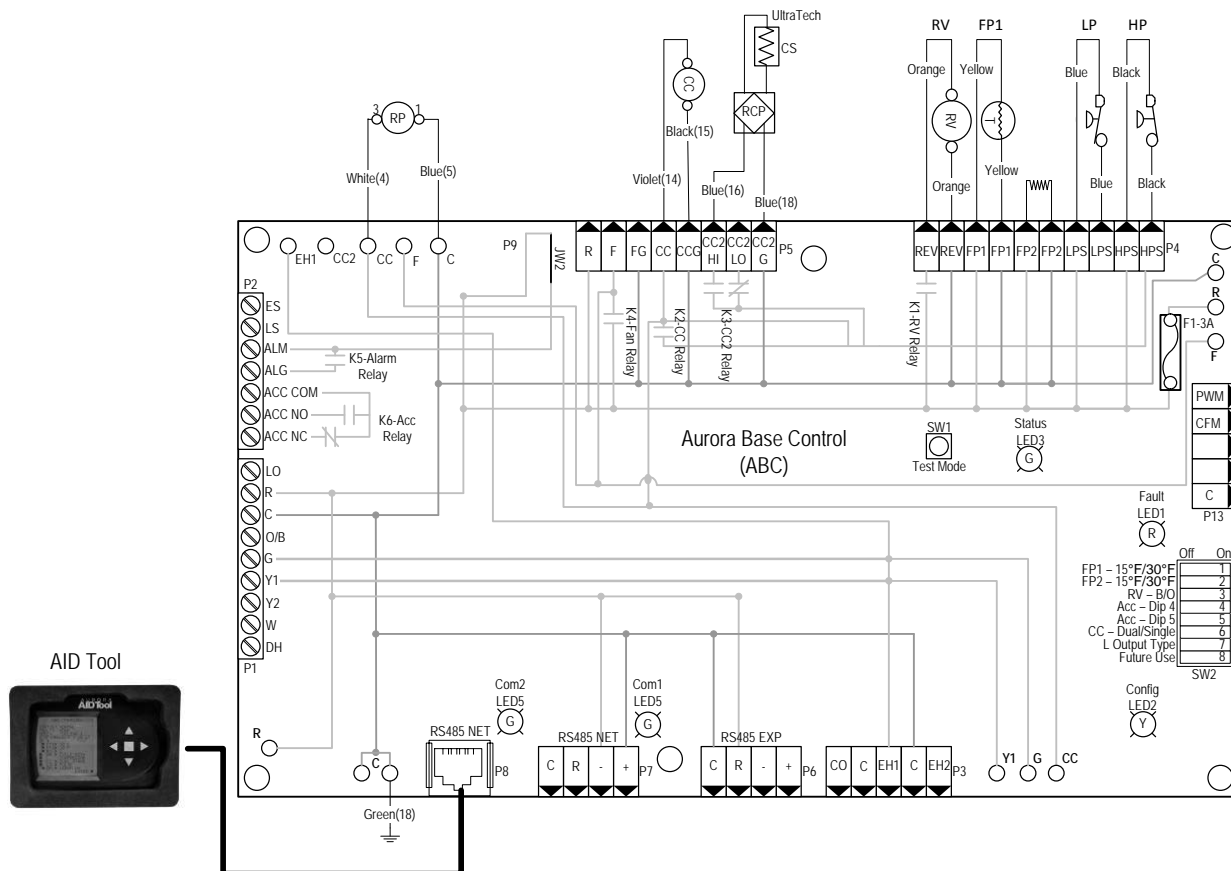 UltraTech
CS
RV
FP1
LP
HP
Orange
Yellow
Blue
Black
CC
RCP
RV
T
3
RP
1
Black(15)
White(4)
Blue(5)
Violet(14)
Blue(16)
Blue(18)
Orange
Yellow
Blue
Black
EH1
CC2
CC
F
C
P9
JW2
R
F
FG
CC
CCG
CC2 HI
CC2 LO
CC2 G
P5
REV
REV
FP1
FP1
FP2
FP2
LPS
LPS
HPS
HPS
P4
C
R
F1-3A
F
P2
ES
LS
ALM
ALG
ACC COM
ACC NO
ACC NC
K5-Alarm
Relay
K6-Acc
Relay
K4-Fan Relay
K2-CC Relay
K3-CC2 Relay
K1-RV Relay
PWM
CFM
C
P13
Aurora Base Control
(ABC)
SW1
Test Mode
Status
LED3
G
LO
R
C
O/B
G
Y1
Y2
W
DH
P1
Fault
LED1
R
Off
On
FP1 – 15°F/30°F
1
FP2 – 15°F/30°F
2
RV – B/O
3
Acc – Dip 4
4
Acc – Dip 5
5
CC – Dual/Single
6
L Output Type
7
Future Use
8
SW2
Config
LED2
Y
AID Tool
AURORA
AID Tool
R
C
Green(18)
Com2
LED5
G
RS485 NET
P8
Com1
LED5
G
RS485 NET
C
R
-
+
P7
RS485 EXP
C
R
-
+
P6
CO
C
EH1
C
EH2
P3
Y1
G
CC